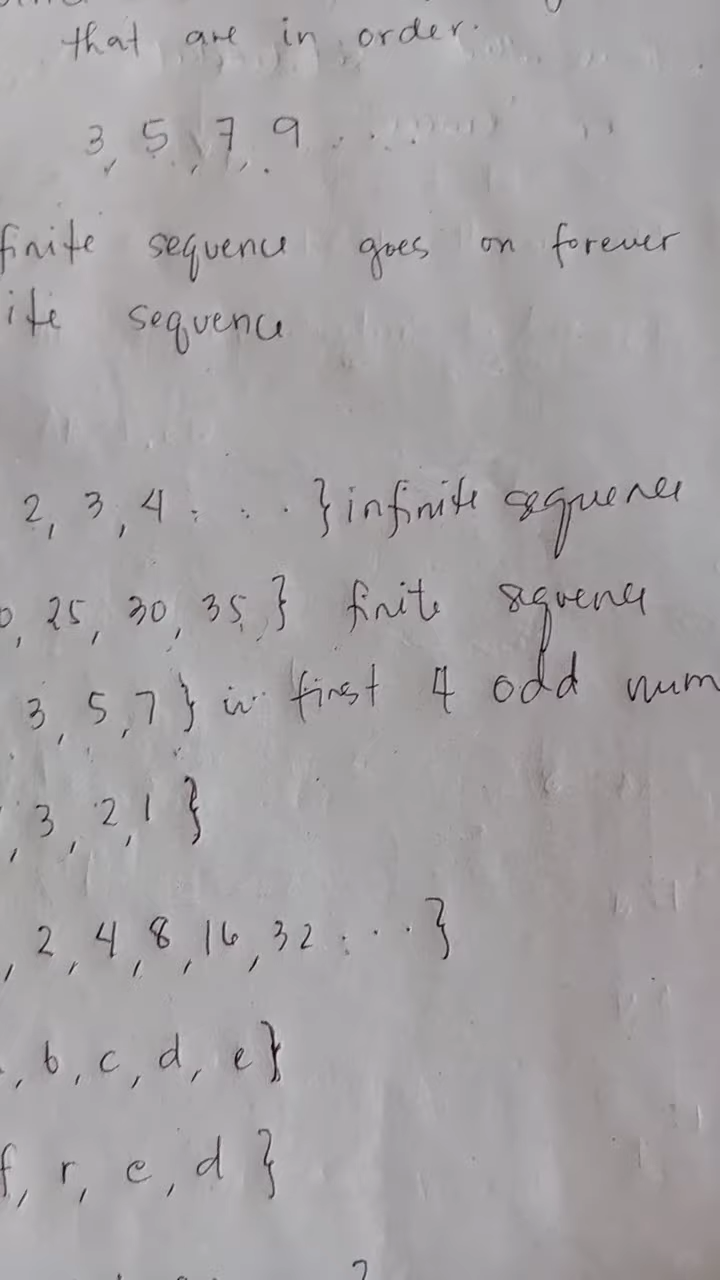 that are in order.
3, 5, 7, 9 . . . .
finite sequence goes on forever
ite sequence
2, 3, 4 . . . } infinite sequence
, 25, 30, 35, } finite sequence
3, 5, 7 } is first 4 odd num
, 3, 2, 1 }
, 2, 4, 8, 16, 32 . . . }
, b, c, d, e }
f, r, e, d }